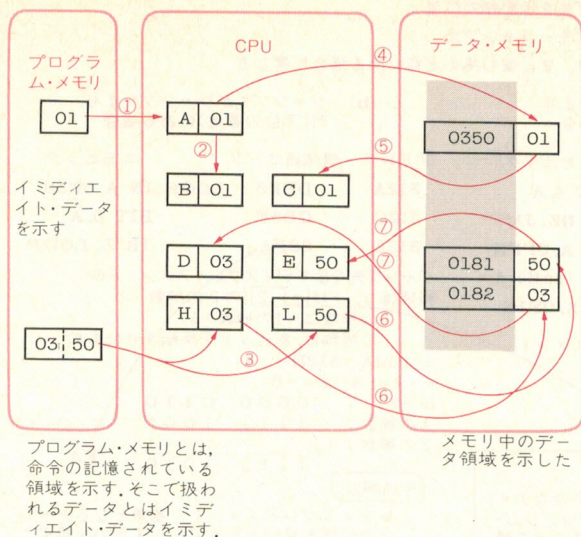 プログラ
ム・メモリ
CPU
データ・メモリ
①
④
01
A 01
0350 01
②
⑤
イミディエ
イト・データ
を示す
B 01
C 01
⑦
D 03
E 50
⑦
0181 50
0182 03
H 03
L 50
⑥
03 50
③
⑥
プログラム・メモリとは,
命令の記憶されている
領域を示す.そこで扱わ
れるデータとはイミデ
ィエイト・データを示す.
メモリ中のデー
タ領域を示した